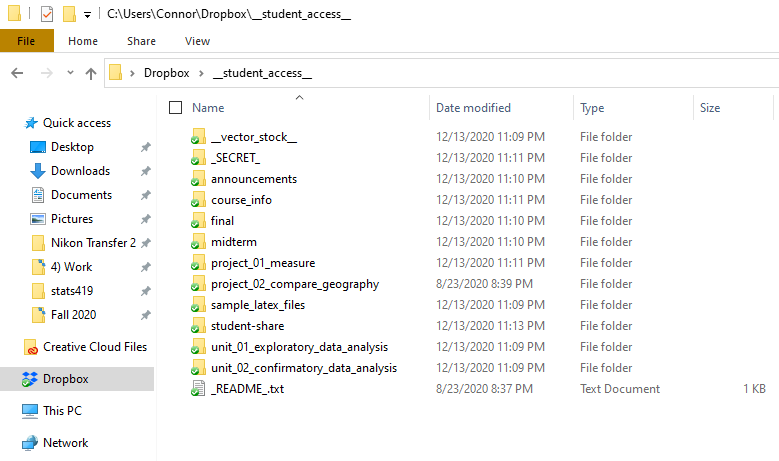 C:\Users\Connor\Dropbox\__student_access__
File Home Share View
Dropbox __student_access__
Name Date modified Type Size
Quick access
Desktop
Downloads
Documents
Pictures
Nikon Transfer 2
4) Work
stats419
Fall 2020
Creative Cloud Files
Dropbox
This PC
Network
__vector_stock__ 12/13/2020 11:09 PM File folder
_SECRET_ 12/13/2020 11:11 PM File folder
announcements 12/13/2020 11:10 PM File folder
course_info 12/13/2020 11:11 PM File folder
final 12/13/2020 11:10 PM File folder
midterm 12/13/2020 11:10 PM File folder
project_01_measure 12/13/2020 11:11 PM File folder
project_02_compare_geography 8/23/2020 8:39 PM File folder
sample_latex_files 12/13/2020 11:09 PM File folder
student-share 12/13/2020 11:13 PM File folder
unit_01_exploratory_data_analysis 12/13/2020 11:09 PM File folder
unit_02_confirmatory_data_analysis 12/13/2020 11:09 PM File folder
_README_.txt 8/23/2020 8:37 PM Text Document 1 KB